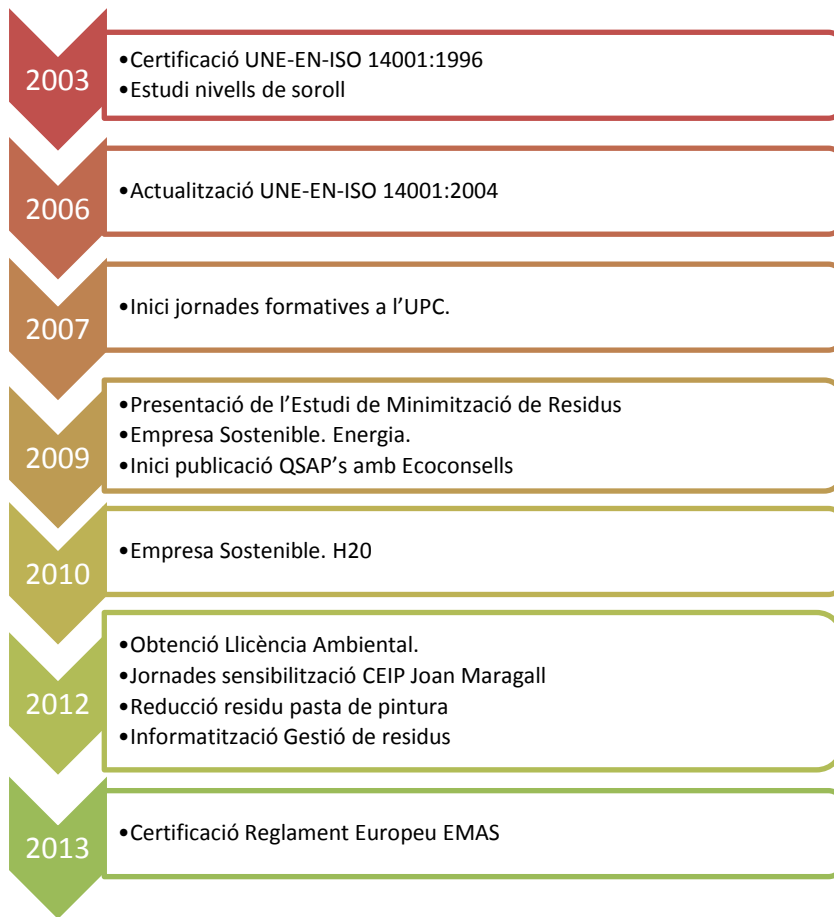 2003
•Certificació UNE-EN-ISO 14001:1996
•Estudi nivells de soroll
2006
•Actualització UNE-EN-ISO 14001:2004
2007
•Inici jornades formatives a l’UPC.
2009
•Presentació de l’Estudi de Minimització de Residus
•Empresa Sostenible. Energia.
•Inici publicació QSAP’s amb Ecoconsells
2010
•Empresa Sostenible. H20
2012
•Obtenció Llicència Ambiental.
•Jornades sensibilització CEIP Joan Maragall
•Reducció residu pasta de pintura
•Informatització Gestió de residus
2013
•Certificació Reglament Europeu EMAS